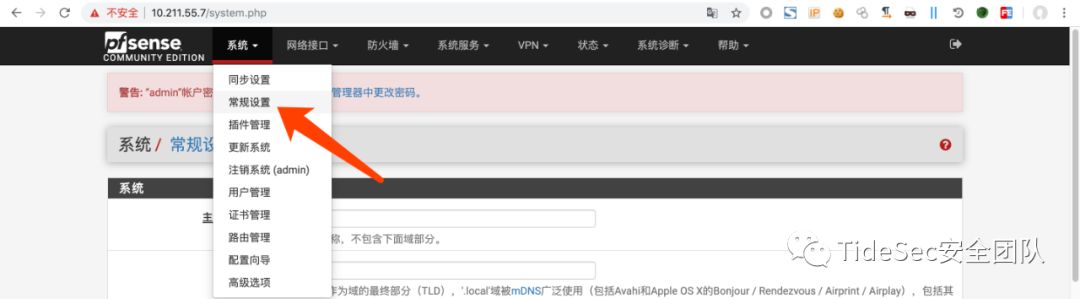 不安全 | 10.211.55.7/system.php
pfsense
COMMUNITY EDITION
系统 网络接口 防火墙 系统服务 VPN 状态 系统诊断 帮助
警告: "admin"帐户密 管理器中更改密码。
同步设置
常规设置
插件管理
更新系统
注销系统 (admin)
用户管理
证书管理
路由管理
配置向导
高级选项
系统 / 常规设
系统
主
称，不包含下面域部分。
作为域的最终部分（TLD），'.local'域被mDNS广泛使用（包括Avahi和Apple OS X的Bonjour / Rendezvous / Airprint / Airplay），包括其
TideSec安全团队